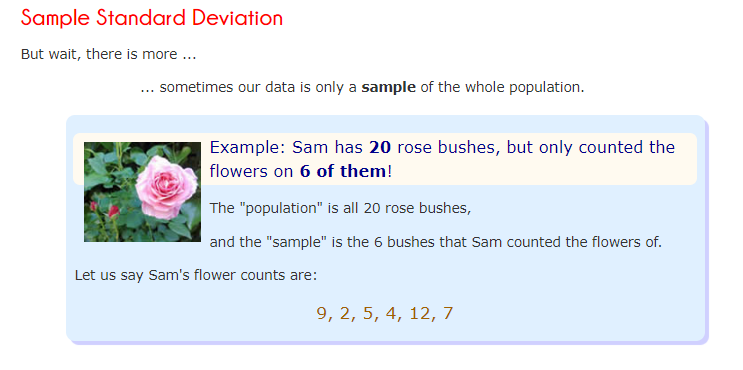 Sample Standard Deviation
But wait, there is more ...
... sometimes our data is only a sample of the whole population.
Example: Sam has 20 rose bushes, but only counted the
flowers on 6 of them!
The "population" is all 20 rose bushes,
and the "sample" is the 6 bushes that Sam counted the flowers of.
Let us say Sam's flower counts are:
9, 2, 5, 4, 12, 7